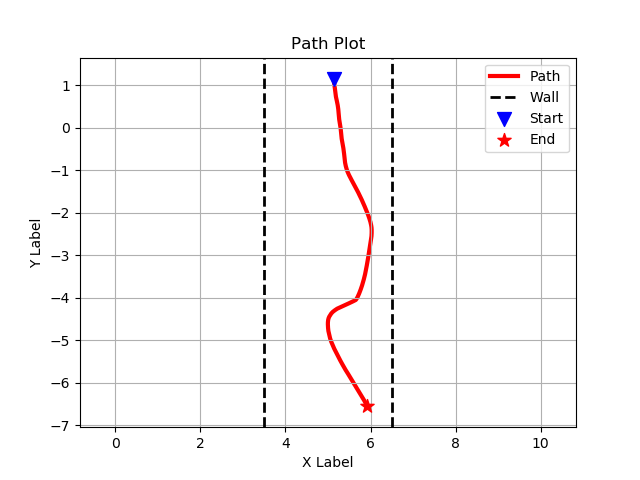 Path Plot
Path
Wall
Start
End
1
0
−1
−2
−3
−4
−5
−6
−7
Y Label
0 2 4 6 8 10
X Label